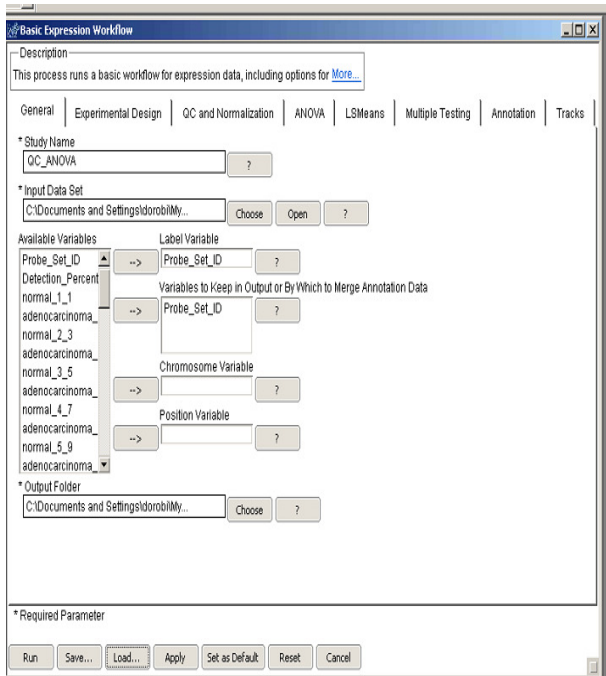 Basic Expression Workflow
Description
This process runs a basic workflow for expression data, including options for More...
General Experimental Design QC and Normalization ANOVA LSMeans Multiple Testing Annotation Tracks
* Study Name
QC_ANOVA ?
* Input Data Set
C:\Documents and Settings\dorobi\My... Choose Open ?
Available Variables
Probe_Set_ID
Detection_Percent
normal_1_1
adenocarcinoma_
normal_2_3
adenocarcinoma_
normal_3_5
adenocarcinoma_
normal_4_7
adenocarcinoma_
normal_5_9
adenocarcinoma_
Label Variable
--> Probe_Set_ID ?
Variables to Keep in Output or By Which to Merge Annotation Data
--> Probe_Set_ID ?
Chromosome Variable
--> ?
Position Variable
--> ?
* Output Folder
C:\Documents and Settings\dorobi\My... Choose ?
* Required Parameter
Run Save... Load... Apply Set as Default Reset Cancel